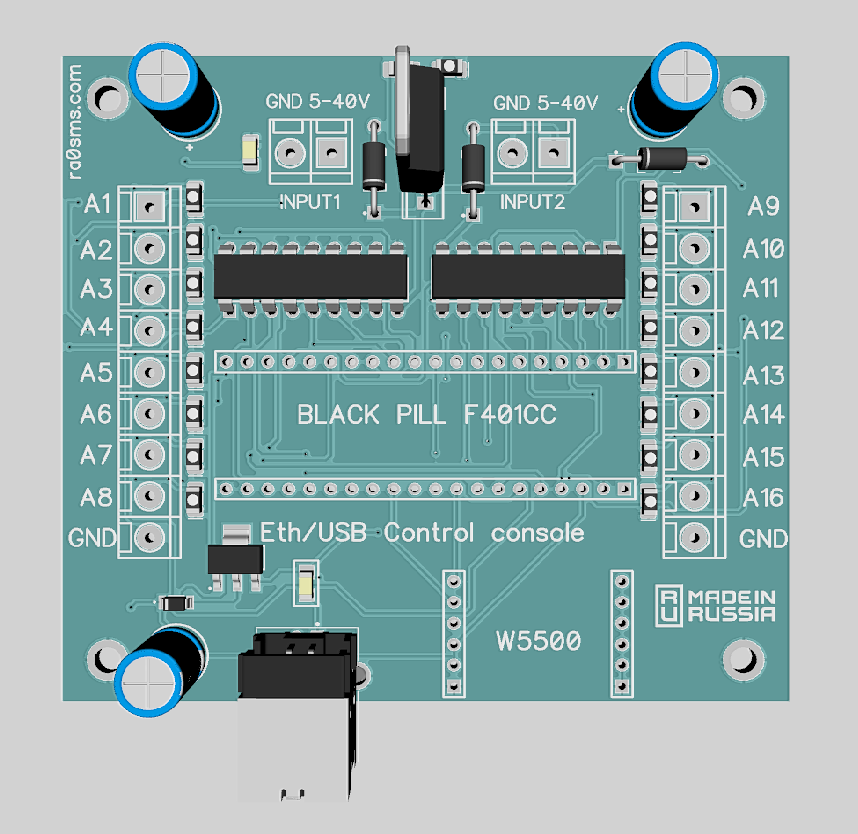 ra0sms.com
GND 5-40V
GND 5-40V
INPUT1
INPUT2
A1
A2
A3
A4
A5
A6
A7
A8
GND
A9
A10
A11
A12
A13
A14
A15
A16
GND
BLACK PILL F401CC
Eth/USB Control console
W5500
RU
MADE IN
RUSSIA